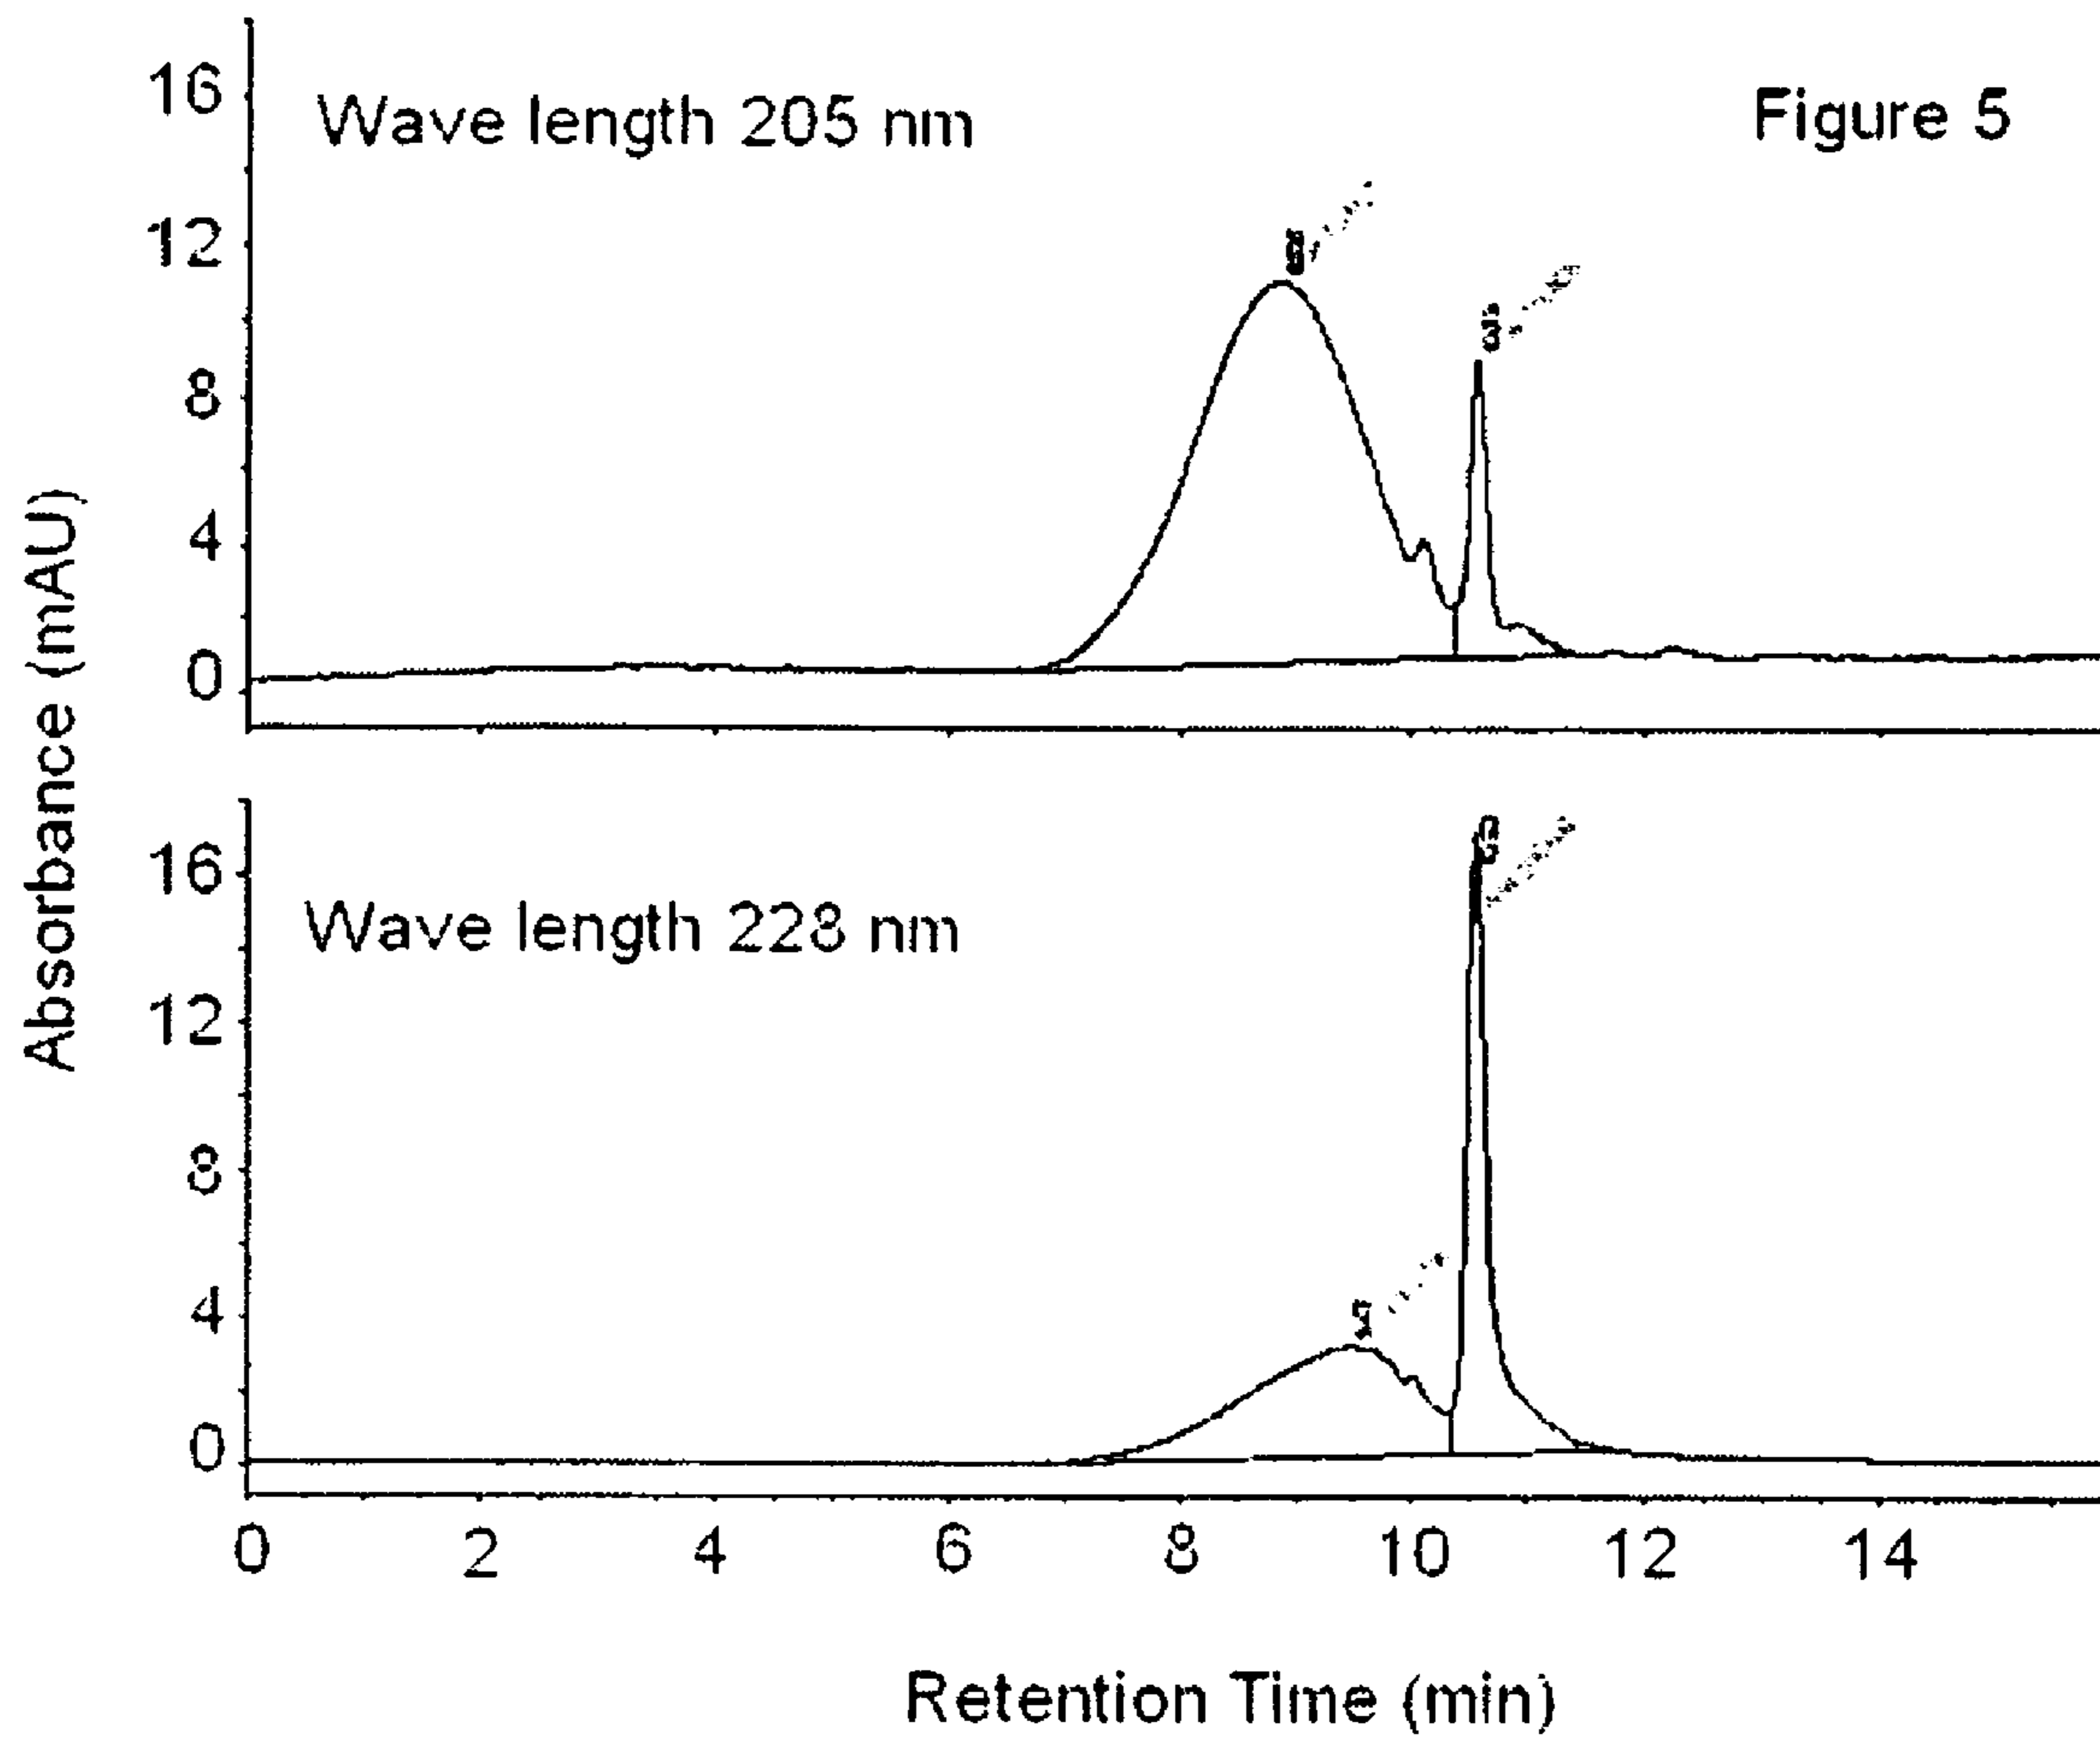 Figure 5
Wave length 205 nm
16
12
8
4
0
Absorbance (mAU)
Wave length 228 nm
16
12
8
4
0
0 2 4 6 8 10 12 14
Retention Time (min)